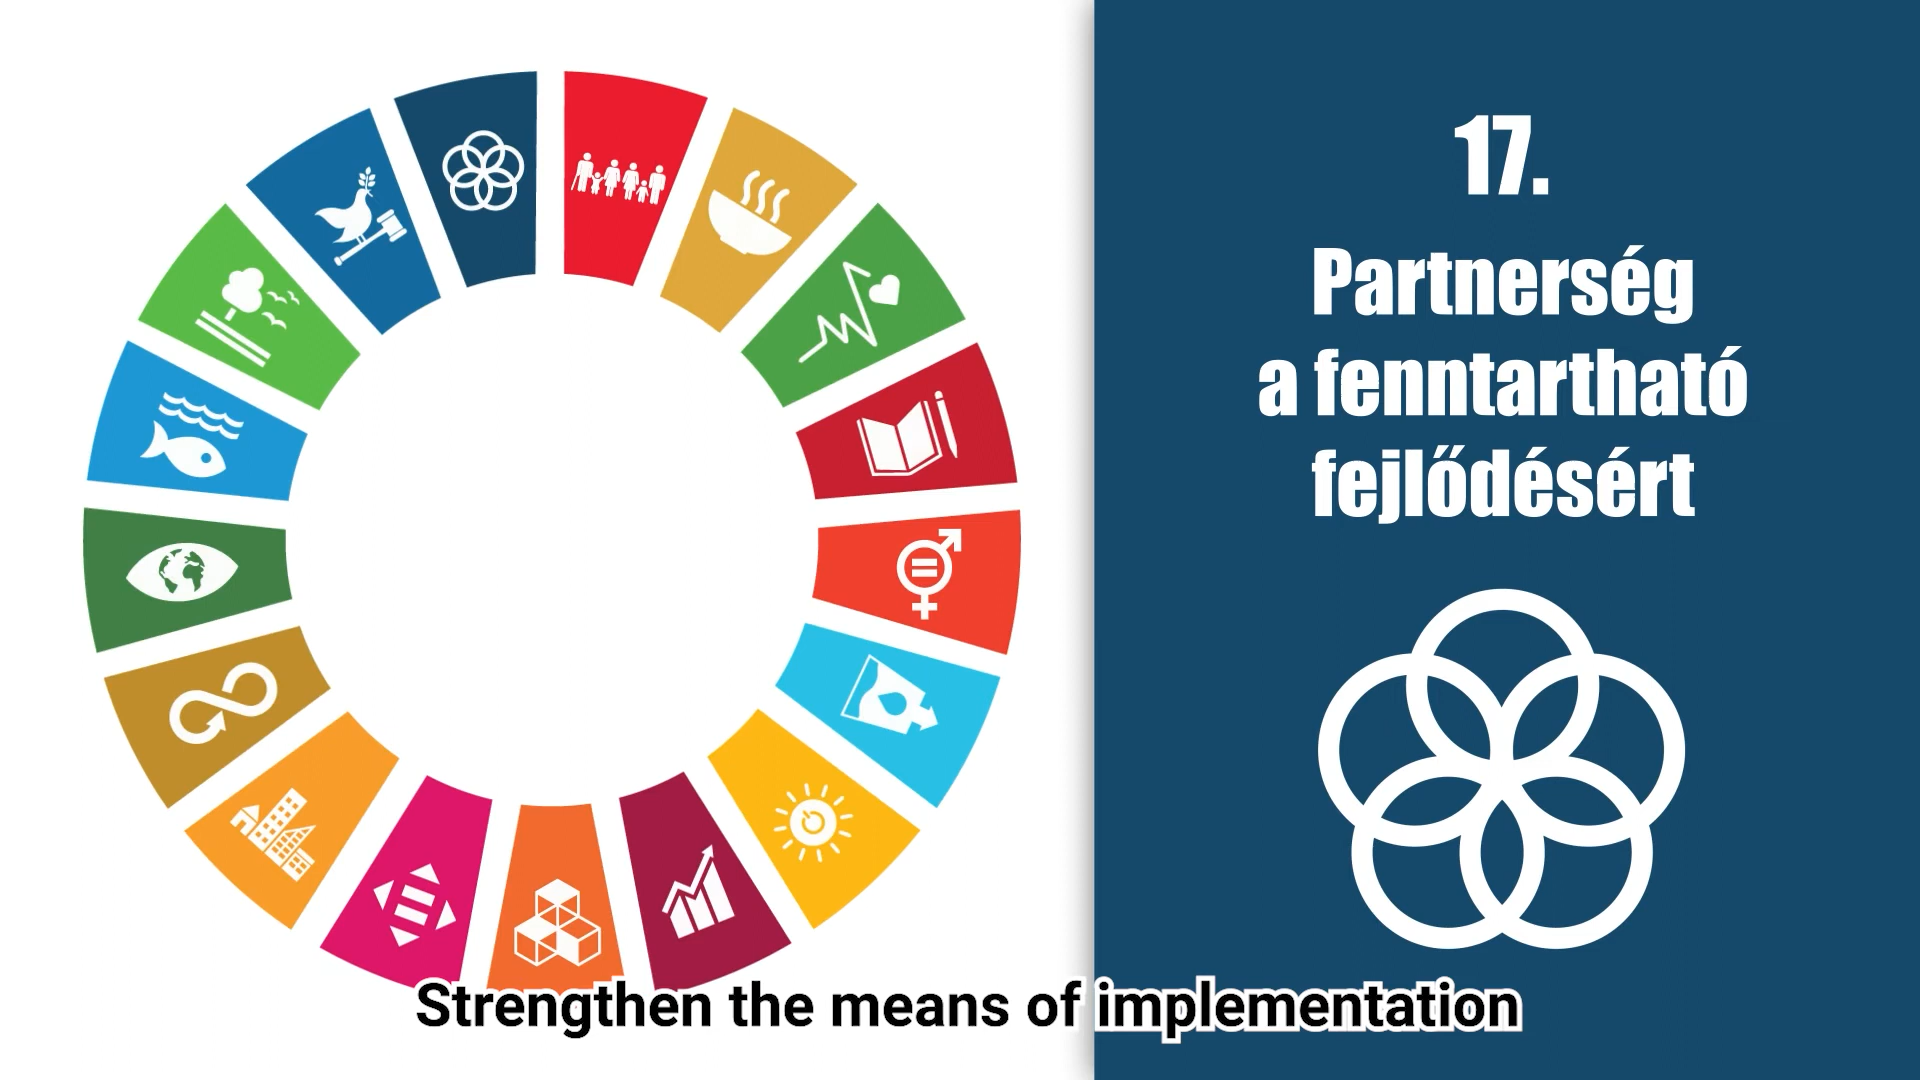 17.
Partnerség
a fenntartható
fejlődésért
Strengthen the means of implementation